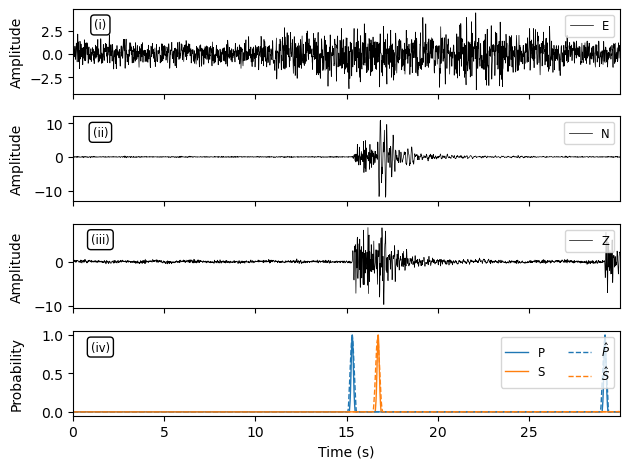 (i)
E
Amplitude
2.5
0.0
−2.5
(ii)
N
Amplitude
10
0
−10
(iii)
Z
Amplitude
0
−10
(iv)
P
P̂
S
Ŝ
Probability
1.0
0.5
0.0
0 5 10 15 20 25
Time (s)